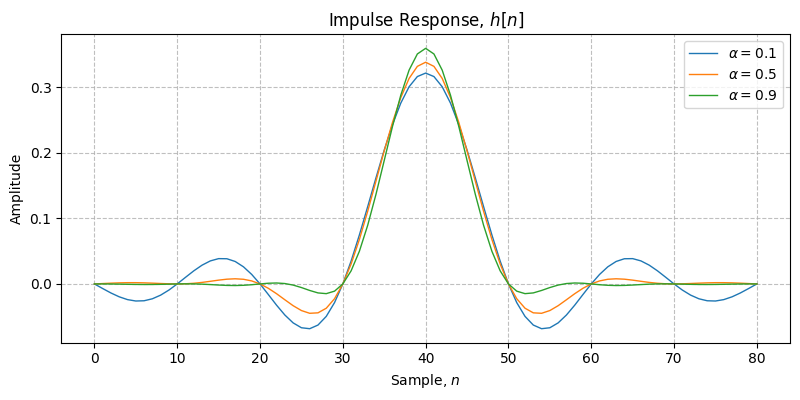 Impulse Response, h[n]
α = 0.1
α = 0.5
α = 0.9
Amplitude
0.3
0.2
0.1
0.0
0 10 20 30 40 50 60 70 80
Sample, n